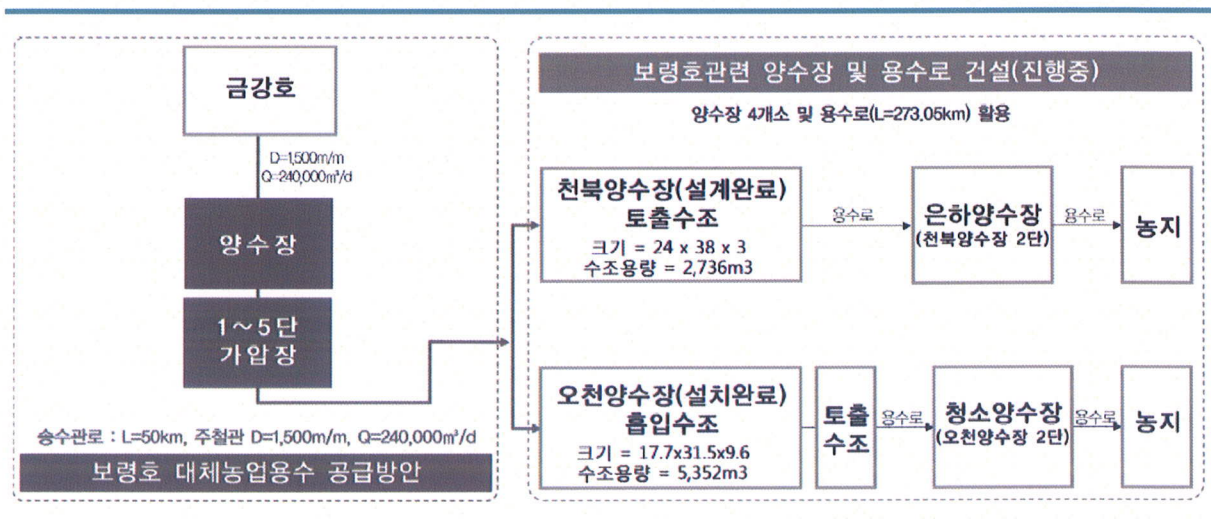 금강호
D=1,500m/m
Q=240,000㎥/d
양수장
1～5단
가압장
송수관로 : L=50km, 주철관 D=1,500m/m, Q=240,000㎥/d
보령호 대체농업용수 공급방안
보령호관련 양수장 및 용수로 건설(진행중)
양수장 4개소 및 용수로(L=273.05km) 활용
천북양수장(설계완료)
토출수조
크기 = 24 x 38 x 3
수조용량 = 2,736m3
용수로
은하양수장
(천북양수장 2단)
용수로
농지
오천양수장(설치완료)
흡입수조
크기 = 17.7x31.5x9.6
수조용량 = 5,352m3
토출
수조
용수로
청소양수장
(오천양수장 2단)
용수로
농지